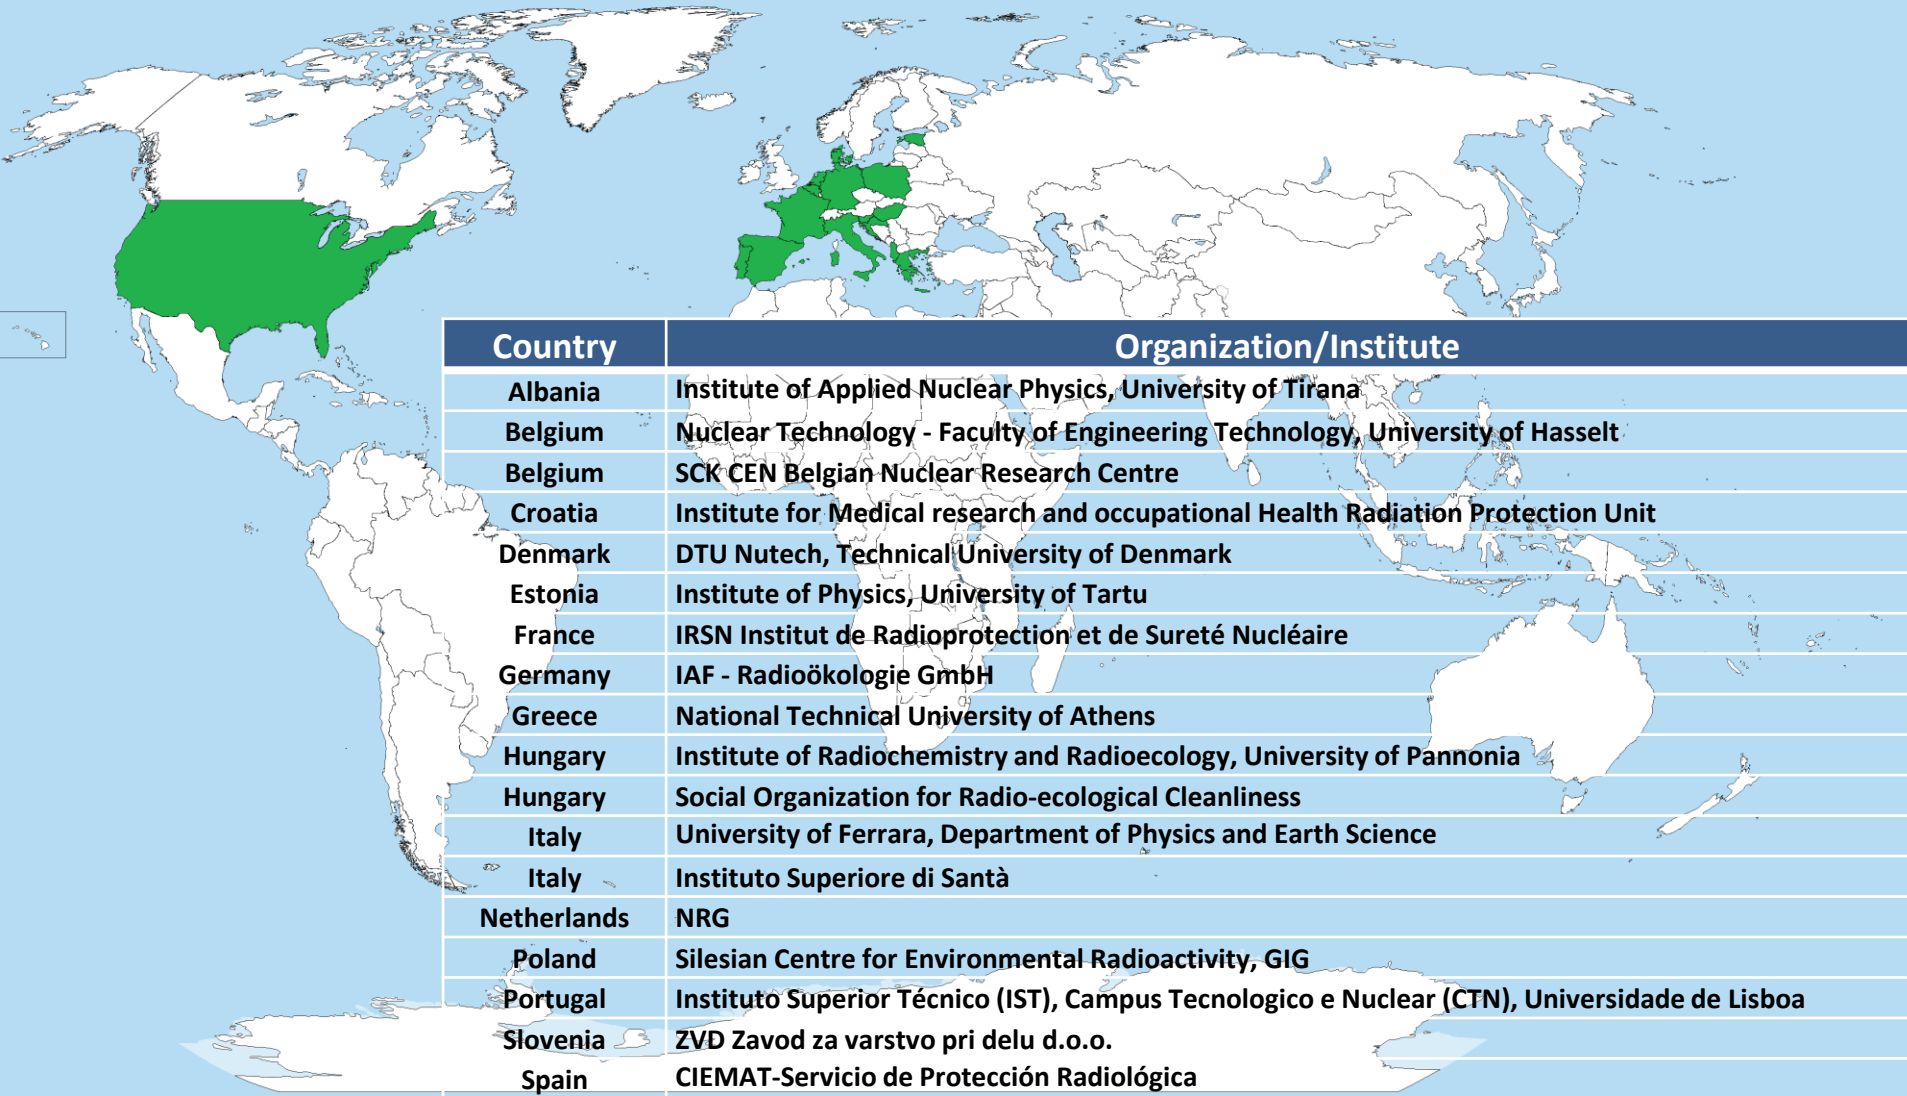 Country Organization/Institute
Albania Institute of Applied Nuclear Physics, University of Tirana
Belgium Nuclear Technology - Faculty of Engineering Technology, University of Hasselt
Belgium SCK CEN Belgian Nuclear Research Centre
Croatia Institute for Medical research and occupational Health Radiation Protection Unit
Denmark DTU Nutech, Technical University of Denmark
Estonia Institute of Physics, University of Tartu
France IRSN Institut de Radioprotection et de Sureté Nucléaire
Germany IAF - Radioökologie GmbH
Greece National Technical University of Athens
Hungary Institute of Radiochemistry and Radioecology, University of Pannonia
Hungary Social Organization for Radio-ecological Cleanliness
Italy University of Ferrara, Department of Physics and Earth Science
Italy Instituto Superiore di Santà
Netherlands NRG
Poland Silesian Centre for Environmental Radioactivity, GIG
Portugal Instituto Superior Técnico (IST), Campus Tecnologico e Nuclear (CTN), Universidade de Lisboa
Slovenia ZVD Zavod za varstvo pri delu d.o.o.
Spain CIEMAT-Servicio de Protección Radiológica